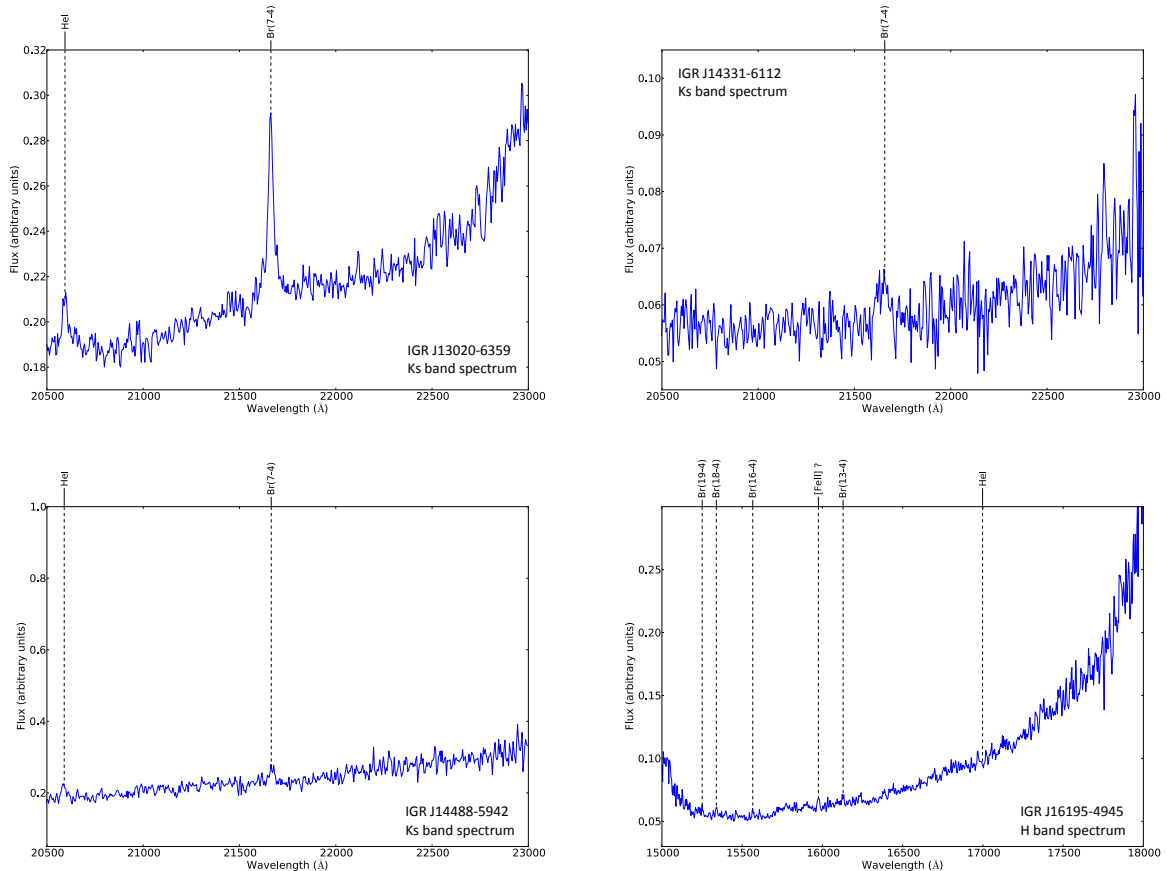 HeI
Br(7-4)
0.32
0.30
0.28
0.26
0.24
0.22
0.20
0.18
Flux (arbitrary units)
IGR J13020-6359
Ks band spectrum
20500 21000 21500 22000 22500 23000
Wavelength (Å)
Br(7-4)
IGR J14331-6112
Ks band spectrum
0.10
0.09
0.08
0.07
0.06
0.05
Flux (arbitrary units)
20500 21000 21500 22000 22500 23000
Wavelength (Å)
HeI
Br(7-4)
1.0
0.8
0.6
0.4
0.2
Flux (arbitrary units)
IGR J14488-5942
Ks band spectrum
20500 21000 21500 22000 22500 23000
Wavelength (Å)
Br(19-4)
Br(18-4)
Br(16-4)
[FeII] ?
Br(13-4)
HeI
0.25
0.20
0.15
0.10
0.05
Flux (arbitrary units)
IGR J16195-4945
H band spectrum
15000 15500 16000 16500 17000 17500 18000
Wavelength (Å)